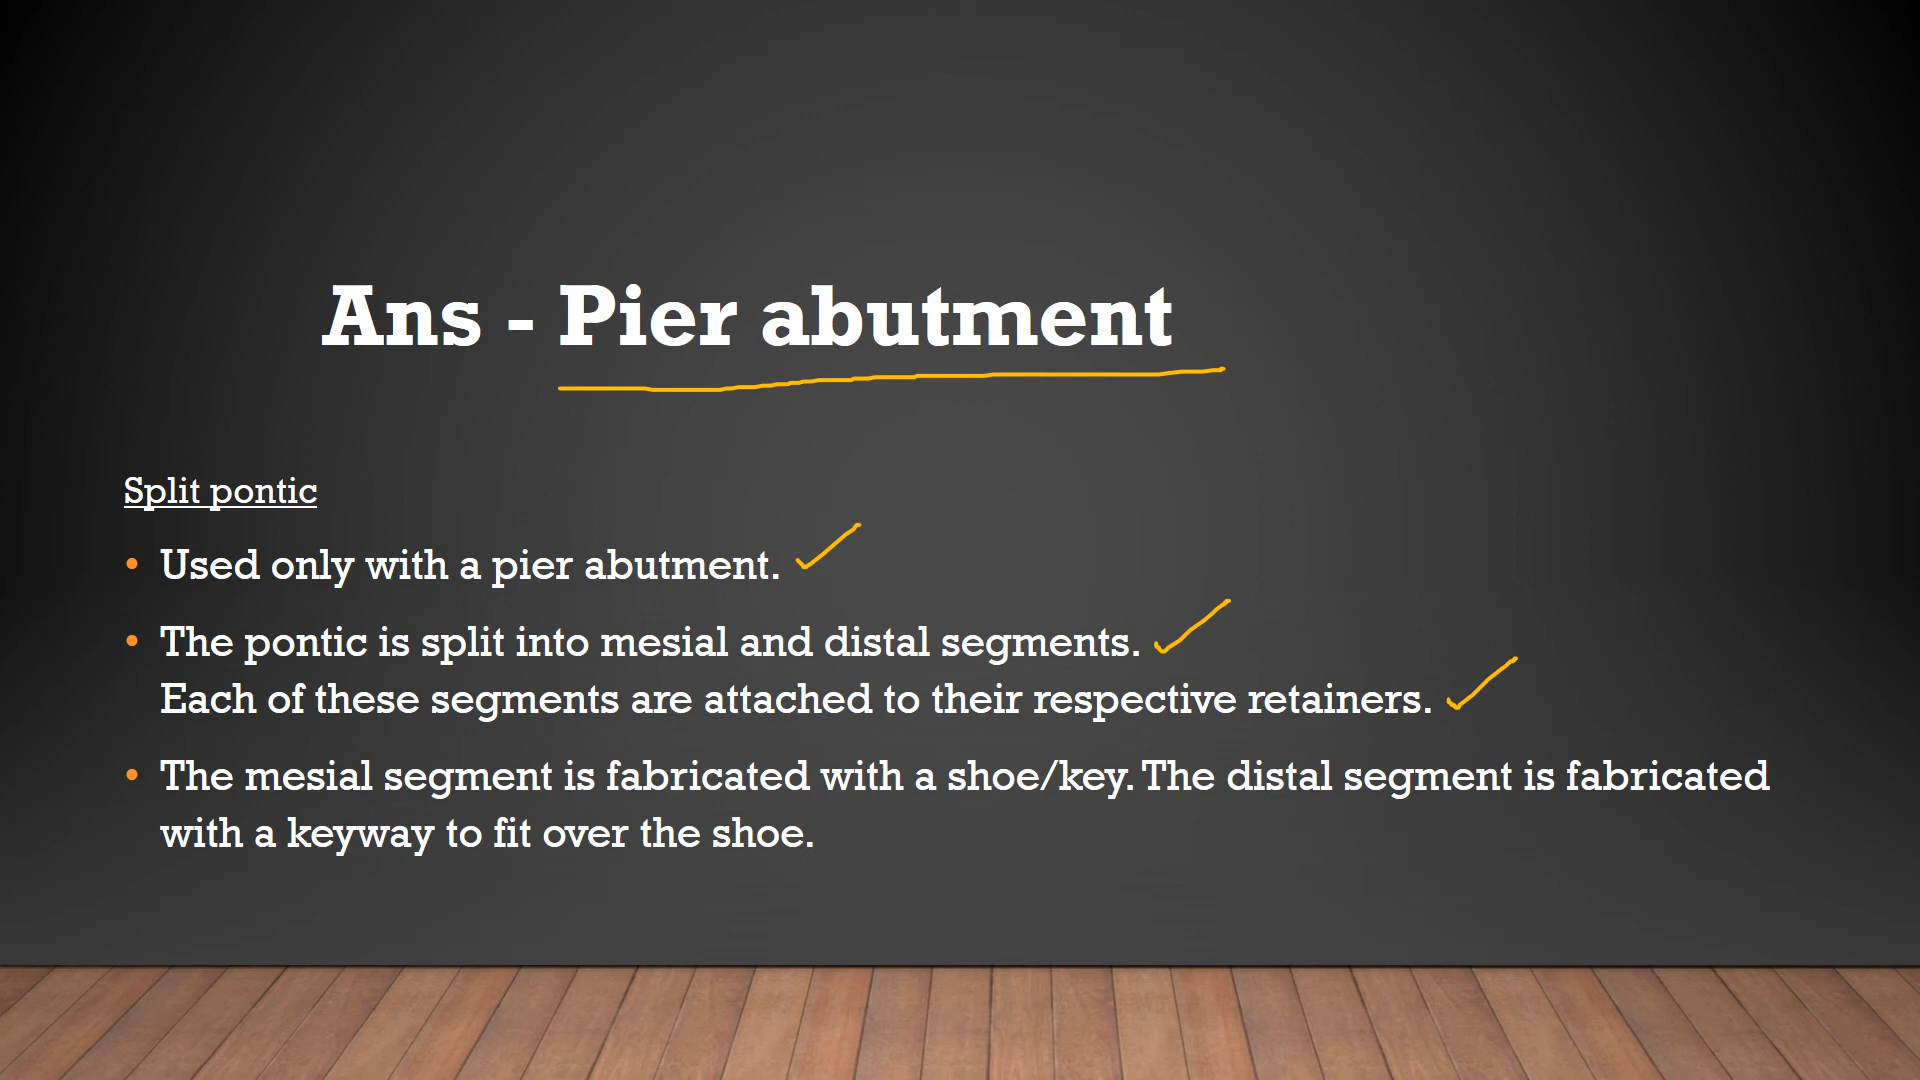 Ans - Pier abutment
Split pontic
• Used only with a pier abutment.
• The pontic is split into mesial and distal segments.
Each of these segments are attached to their respective retainers.
• The mesial segment is fabricated with a shoe/key. The distal segment is fabricated
with a keyway to fit over the shoe.